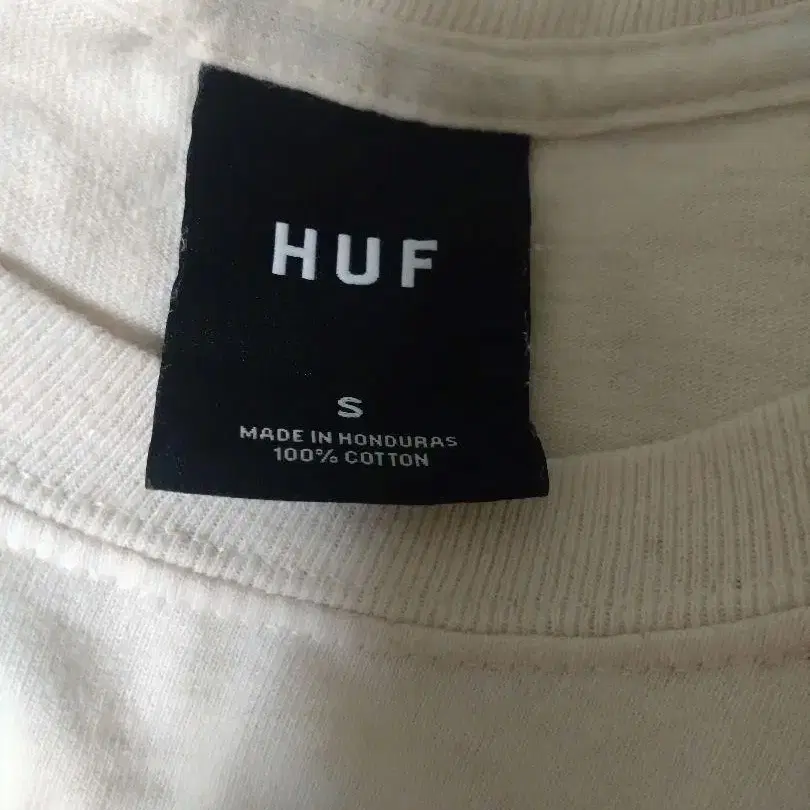 HUF
S
MADE IN HONDURAS
100% COTTON